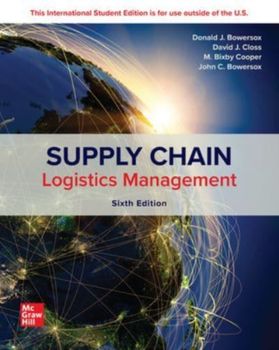 This International Student Edition is for use outside of the U.S.
Donald J. Bowersox
David J. Closs
M. Bixby Cooper
John C. Bowersox
SUPPLY CHAIN
Logistics Management
Sixth Edition
Mc
Graw
Hill